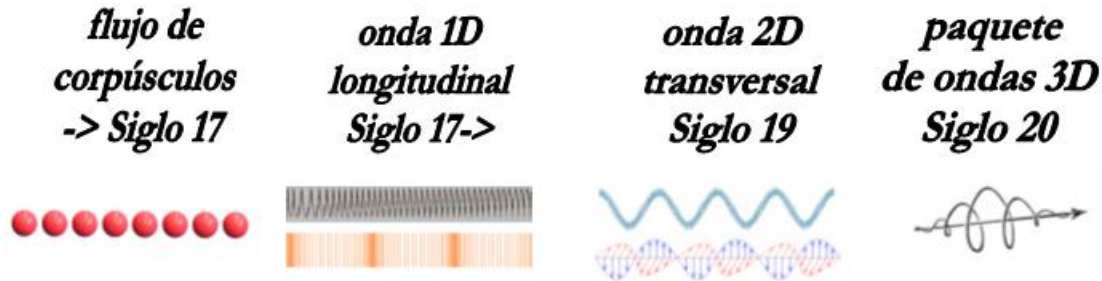 flujo de
corpúsculos
-> Siglo 17
onda 1D
longitudinal
Siglo 17->
onda 2D
transversal
Siglo 19
paquete
de ondas 3D
Siglo 20